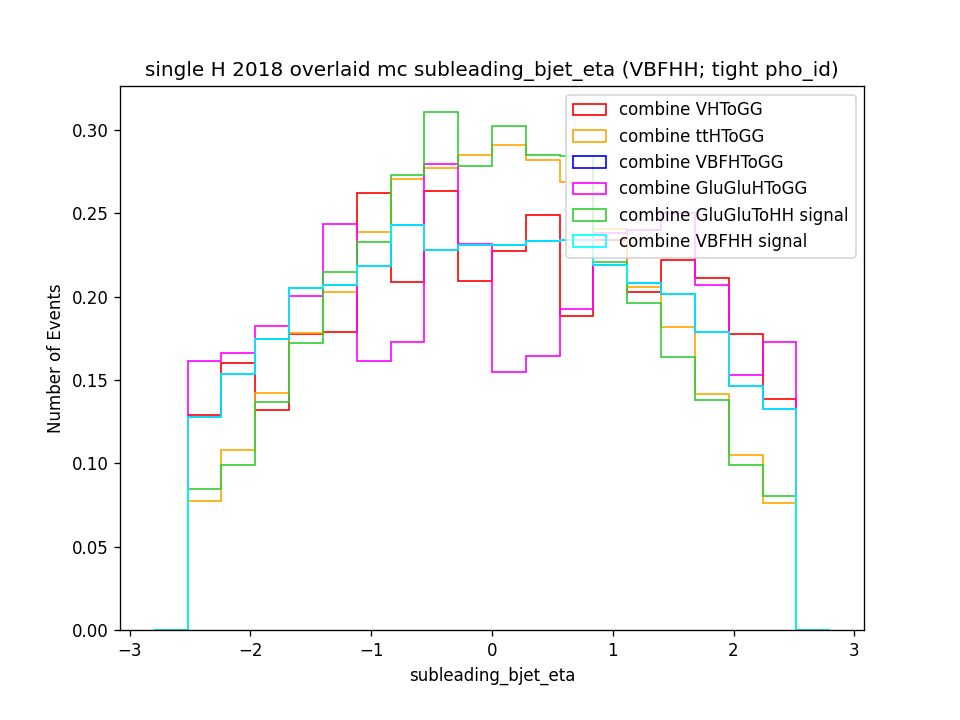 single H 2018 overlaid mc subleading_bjet_eta (VBFHH; tight pho_id)
combine VHToGG
combine ttHToGG
combine VBFHToGG
combine GluGluHToGG
combine GluGluToHH signal
combine VBFHH signal
Number of Events
0.30
0.25
0.20
0.15
0.10
0.05
0.00
−3 −2 −1 0 1 2 3
subleading_bjet_eta